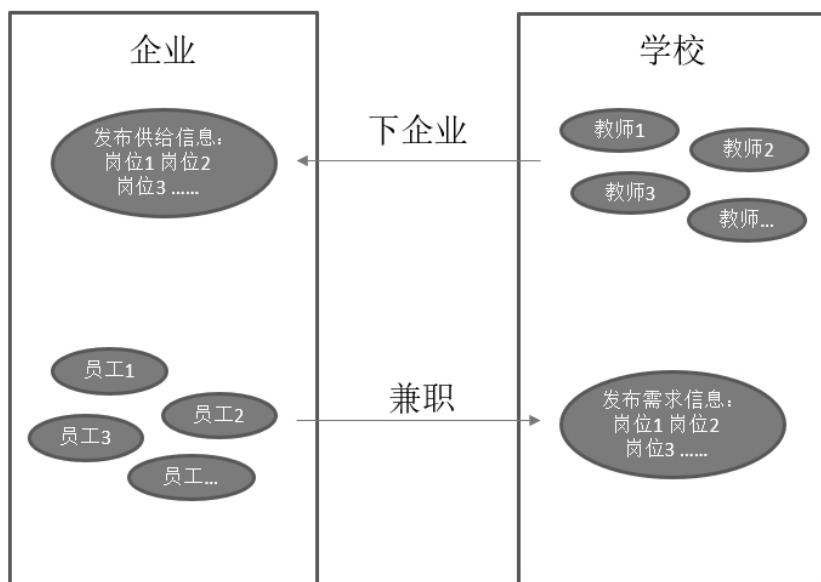 企业
学校
发布供给信息：
岗位1 岗位2
岗位3 ……
下企业
教师1
教师2
教师3
教师…
员工1
员工2
员工3
员工…
兼职
发布需求信息：
岗位1 岗位2
岗位3 ……